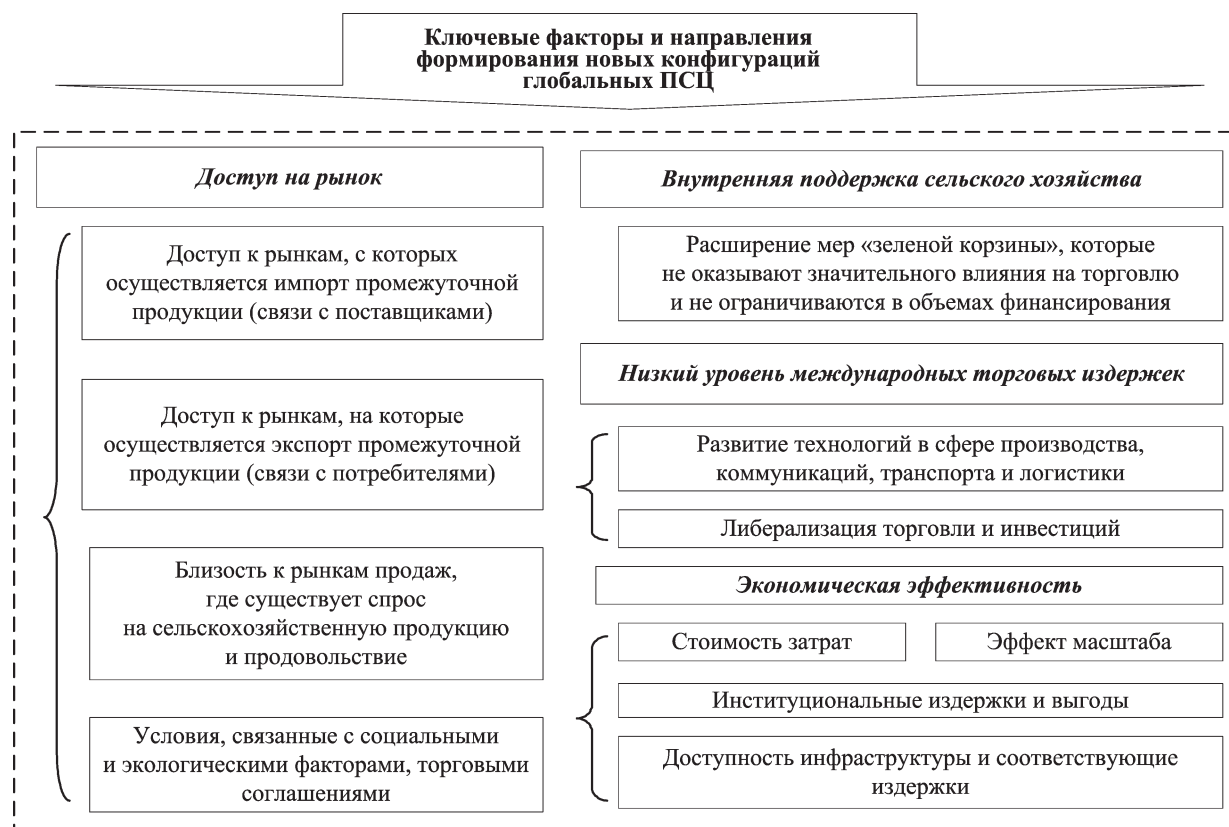 Ключевые факторы и направления
формирования новых конфигураций
глобальных ПСЦ
Доступ на рынок
Доступ к рынкам, с которых
осуществляется импорт промежуточной
продукции (связи с поставщиками)
Доступ к рынкам, на которые
осуществляется экспорт промежуточной
продукции (связи с потребителями)
Близость к рынкам продаж,
где существует спрос
на сельскохозяйственную продукцию
и продовольствие
Условия, связанные с социальными
и экологическими факторами, торговыми
соглашениями
Внутренняя поддержка сельского хозяйства
Расширение мер «зеленой корзины», которые
не оказывают значительного влияния на торговлю
и не ограничиваются в объемах финансирования
Низкий уровень международных торговых издержек
Развитие технологий в сфере производства,
коммуникаций, транспорта и логистики
Либерализация торговли и инвестиций
Экономическая эффективность
Стоимость затрат
Эффект масштаба
Институциональные издержки и выгоды
Доступность инфраструктуры и соответствующие
издержки